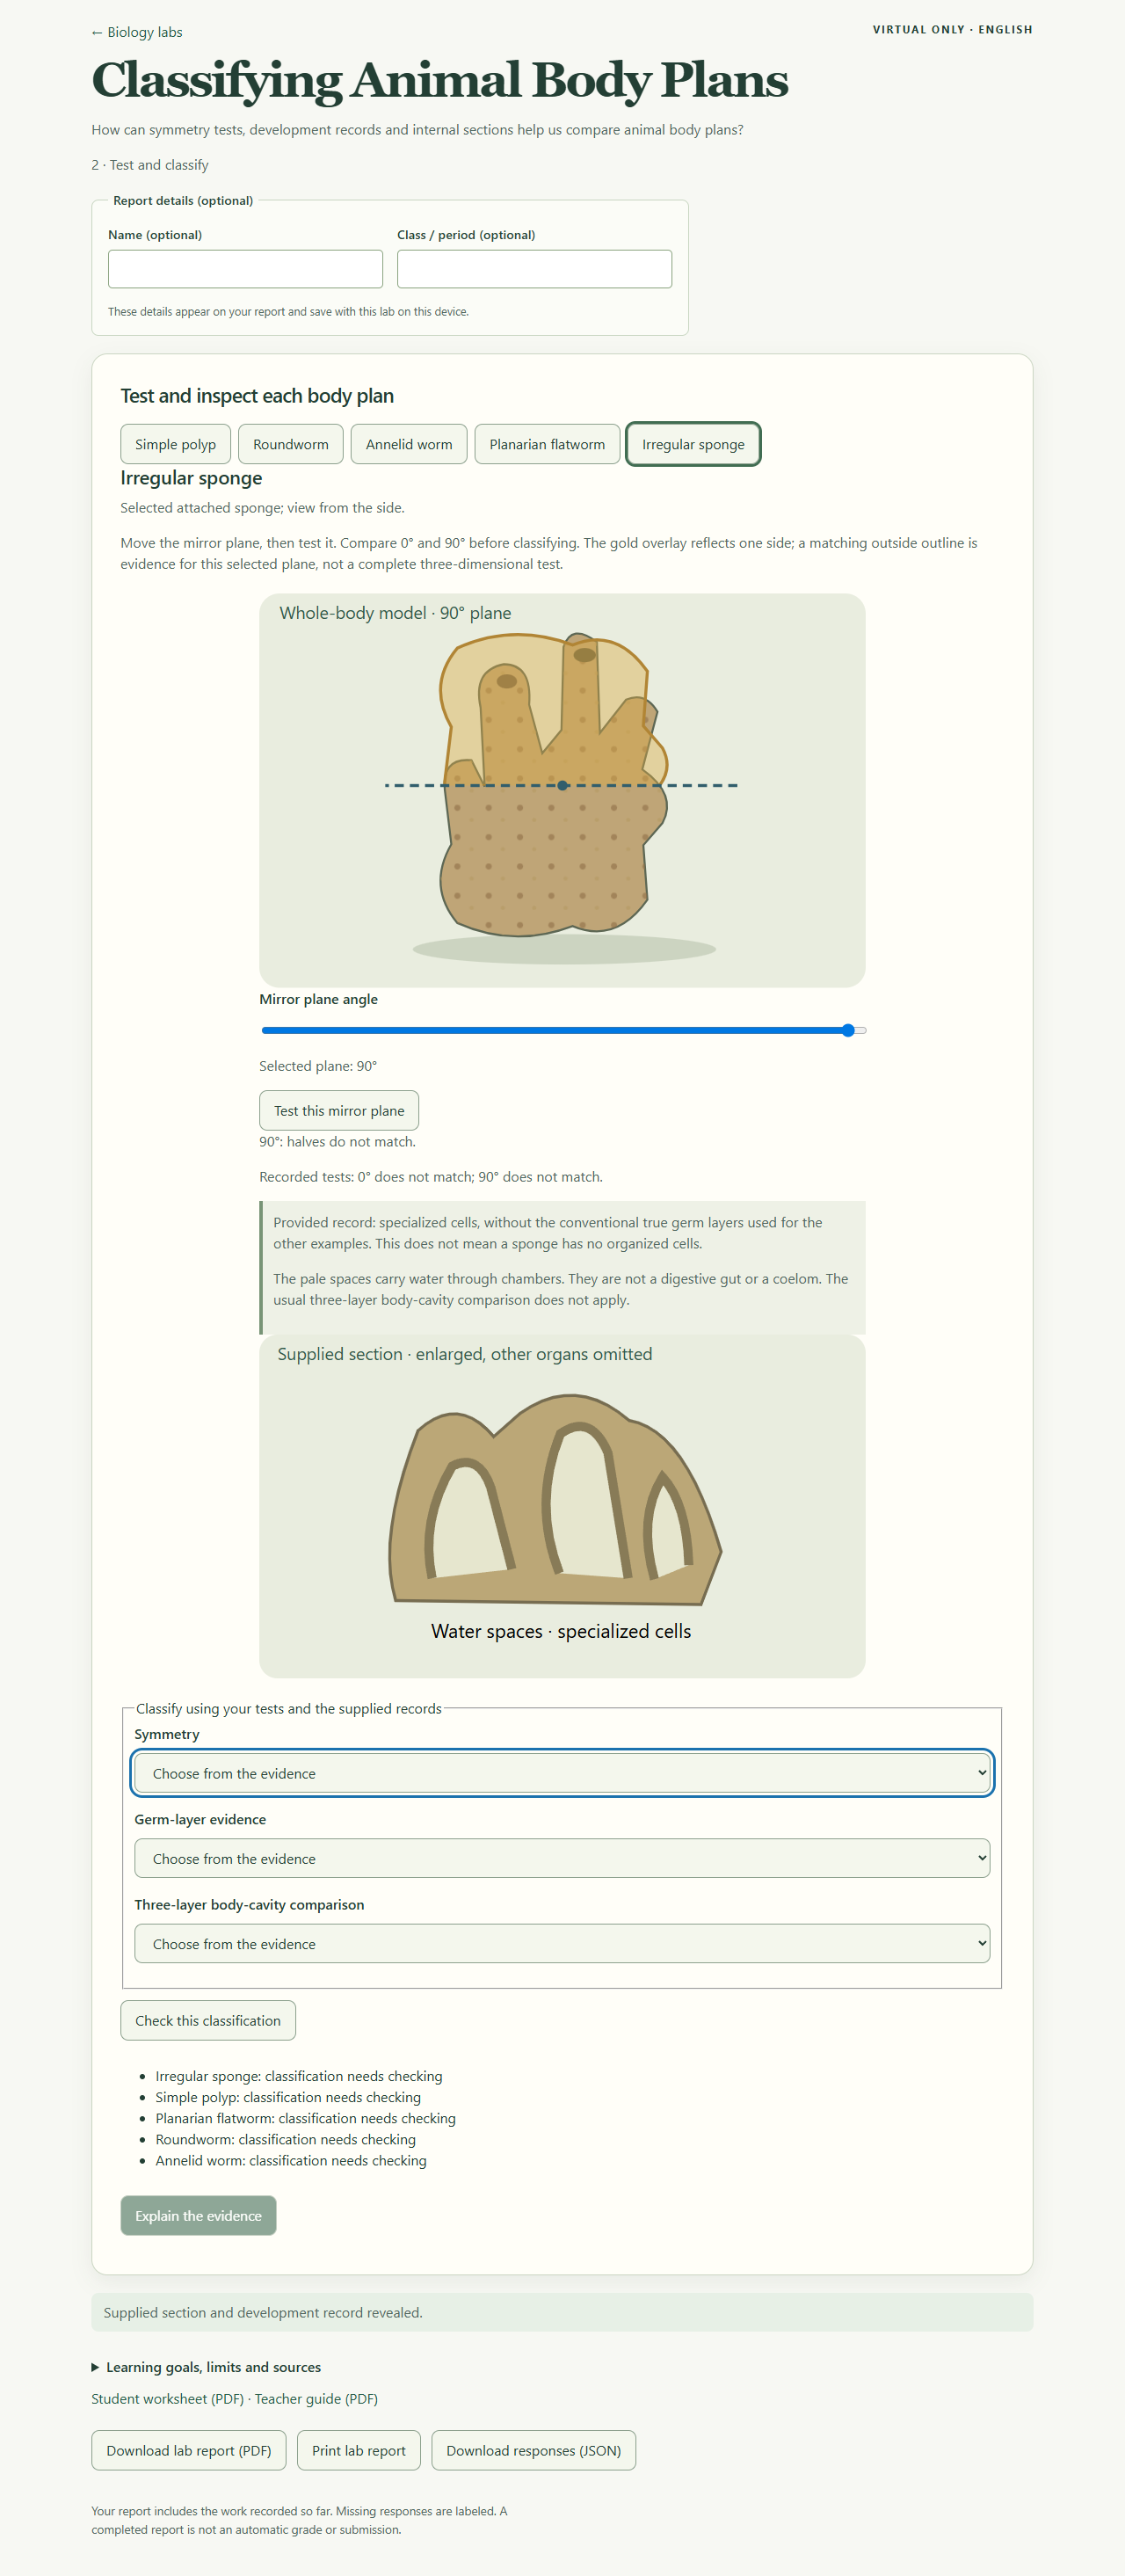 ← Biology labs
VIRTUAL ONLY · ENGLISH
Classifying Animal Body Plans
How can symmetry tests, development records and internal sections help us compare animal body plans?
2 · Test and classify
Report details (optional)
Name (optional)
Class / period (optional)
These details appear on your report and save with this lab on this device.
Test and inspect each body plan
Simple polyp
Roundworm
Annelid worm
Planarian flatworm
Irregular sponge
Irregular sponge
Selected attached sponge; view from the side.
Move the mirror plane, then test it. Compare 0° and 90° before classifying. The gold overlay reflects one side; a matching outside outline is
evidence for this selected plane, not a complete three-dimensional test.
Whole-body model · 90° plane
Mirror plane angle
Selected plane: 90°
Test this mirror plane
90°: halves do not match.
Recorded tests: 0° does not match; 90° does not match.
Provided record: specialized cells, without the conventional true germ layers used for the
other examples. This does not mean a sponge has no organized cells.
The pale spaces carry water through chambers. They are not a digestive gut or a coelom. The
usual three-layer body-cavity comparison does not apply.
Supplied section · enlarged, other organs omitted
Water spaces · specialized cells
Classify using your tests and the supplied records
Symmetry
Choose from the evidence
Germ-layer evidence
Choose from the evidence
Three-layer body-cavity comparison
Choose from the evidence
Check this classification
• Irregular sponge: classification needs checking
• Simple polyp: classification needs checking
• Planarian flatworm: classification needs checking
• Roundworm: classification needs checking
• Annelid worm: classification needs checking
Explain the evidence
Supplied section and development record revealed.
▶ Learning goals, limits and sources
Student worksheet (PDF) · Teacher guide (PDF)
Download lab report (PDF)
Print lab report
Download responses (JSON)
Your report includes the work recorded so far. Missing responses are labeled. A
completed report is not an automatic grade or submission.